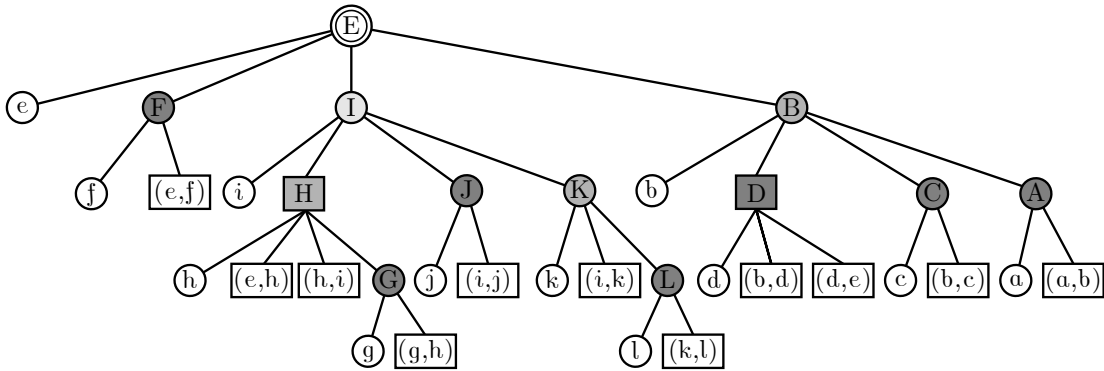 E
e F I B
f (e,f) i H J K b D C A
h (e,h) (h,i) G j (i,j) k (i,k) L d (b,d) (d,e) c (b,c) a (a,b)
g (g,h) l (k,l)